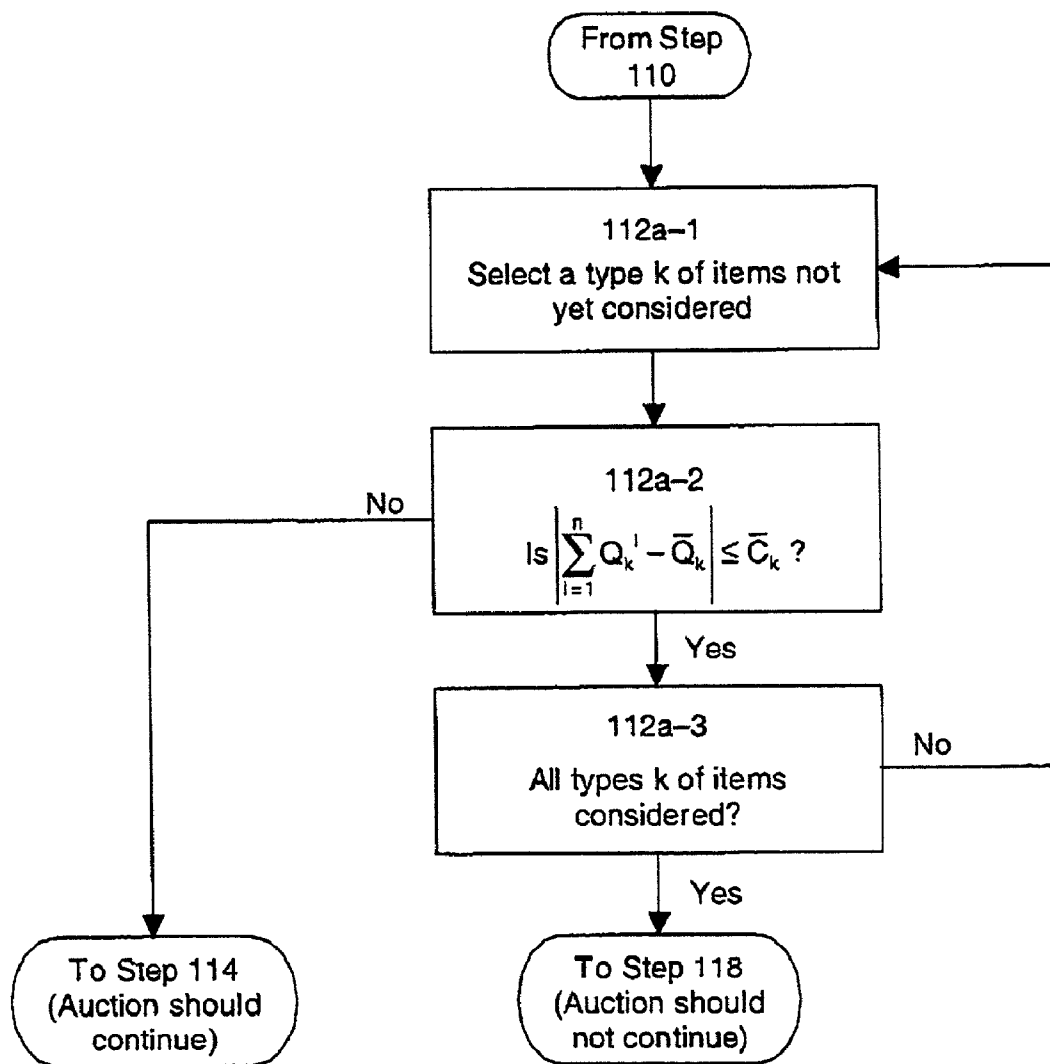 From Step
110
112a–1
Select a type k of items not
yet considered
No
112a–2
Is |∑_{i=1}^{n} Q_k^i – Q̄_k| ≤ C̄_k ?
Yes
112a–3
No
All types k of items
considered?
Yes
To Step 114
(Auction should
continue)
To Step 118
(Auction should
not continue)